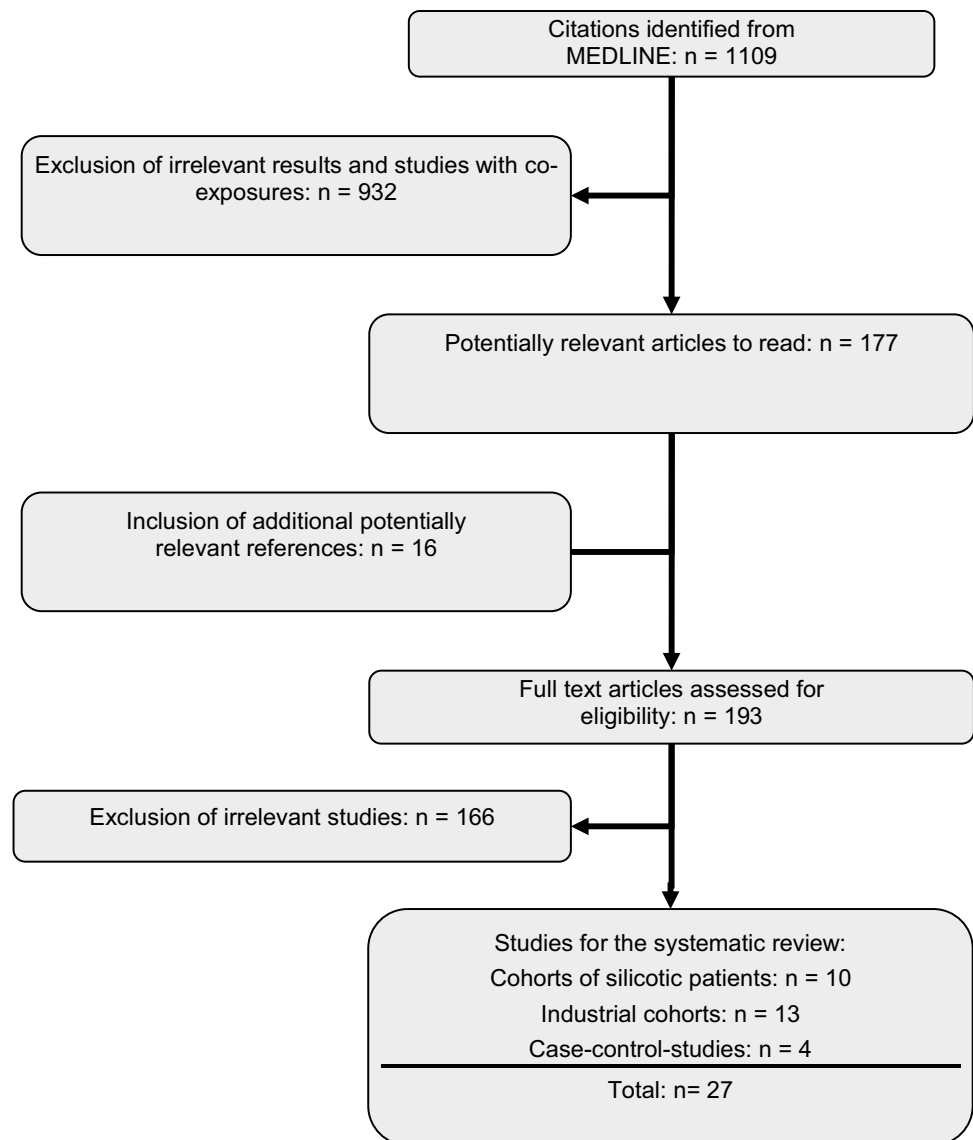 Citations identified from
MEDLINE: n = 1109
Exclusion of irrelevant results and studies with co-
exposures: n = 932
Potentially relevant articles to read: n = 177
Inclusion of additional potentially
relevant references: n = 16
Full text articles assessed for
eligibility: n = 193
Exclusion of irrelevant studies: n = 166
Studies for the systematic review:
Cohorts of silicotic patients: n = 10
Industrial cohorts: n = 13
Case-control-studies: n = 4
Total: n= 27